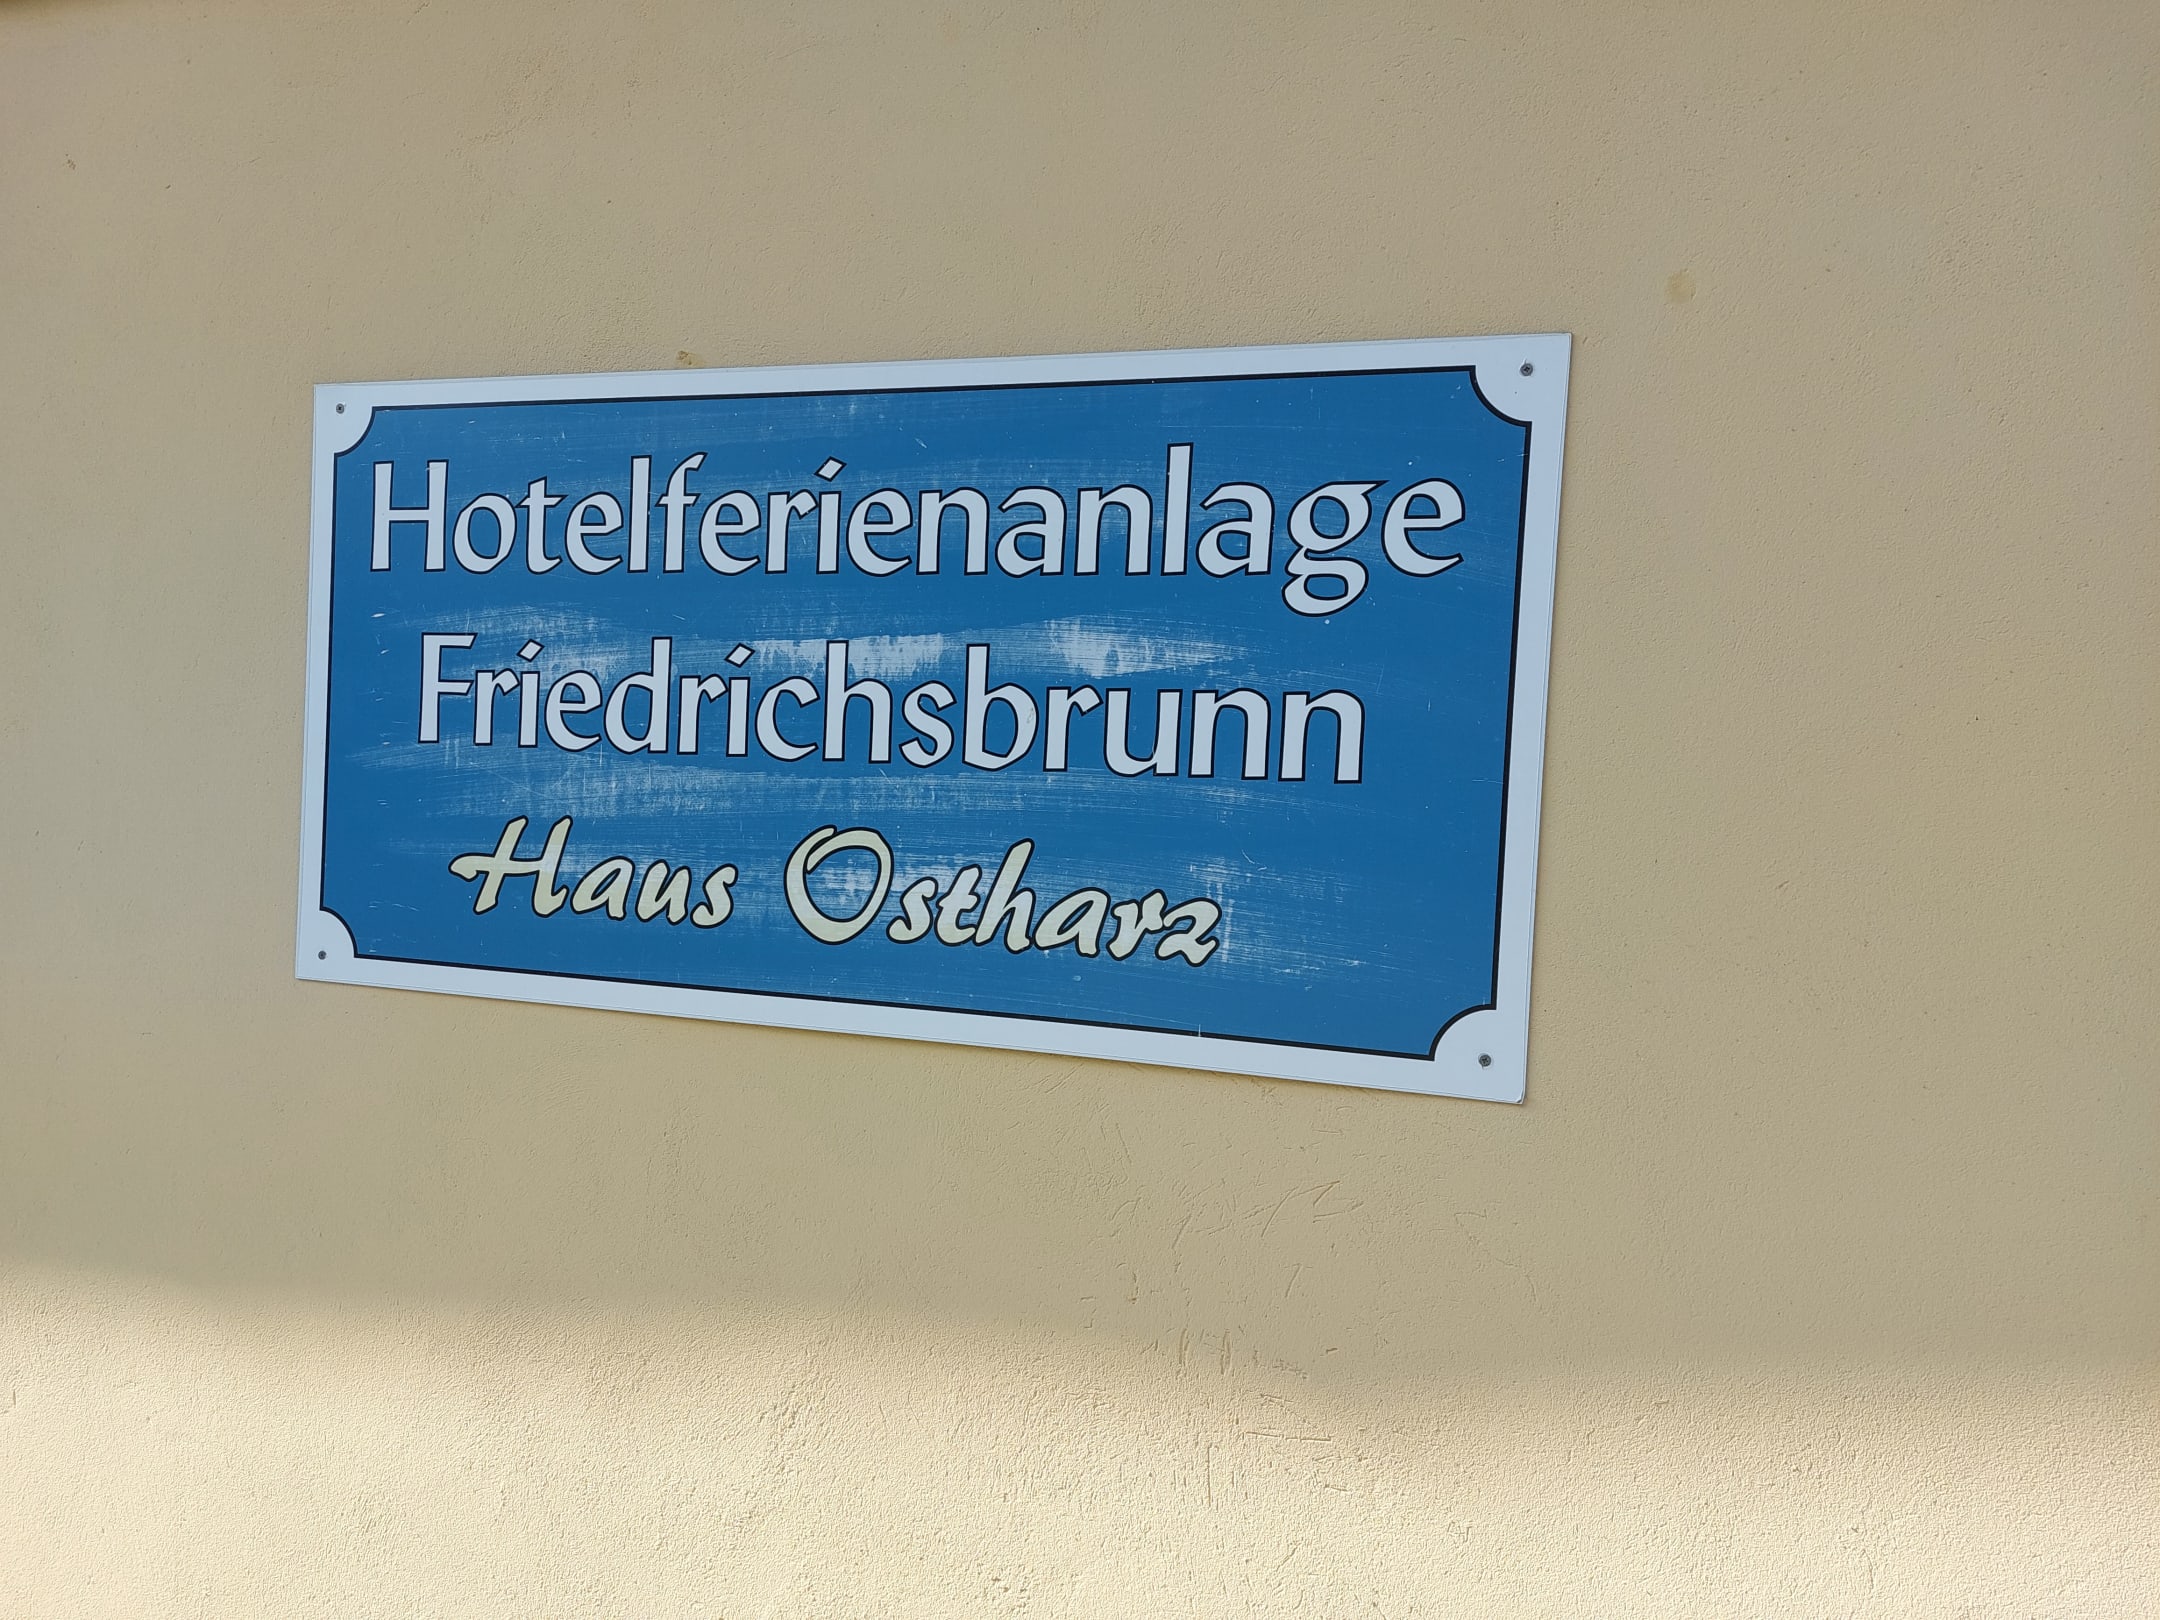 Hotelferienanlage
Friedrichsbrunn
Haus Ostharz